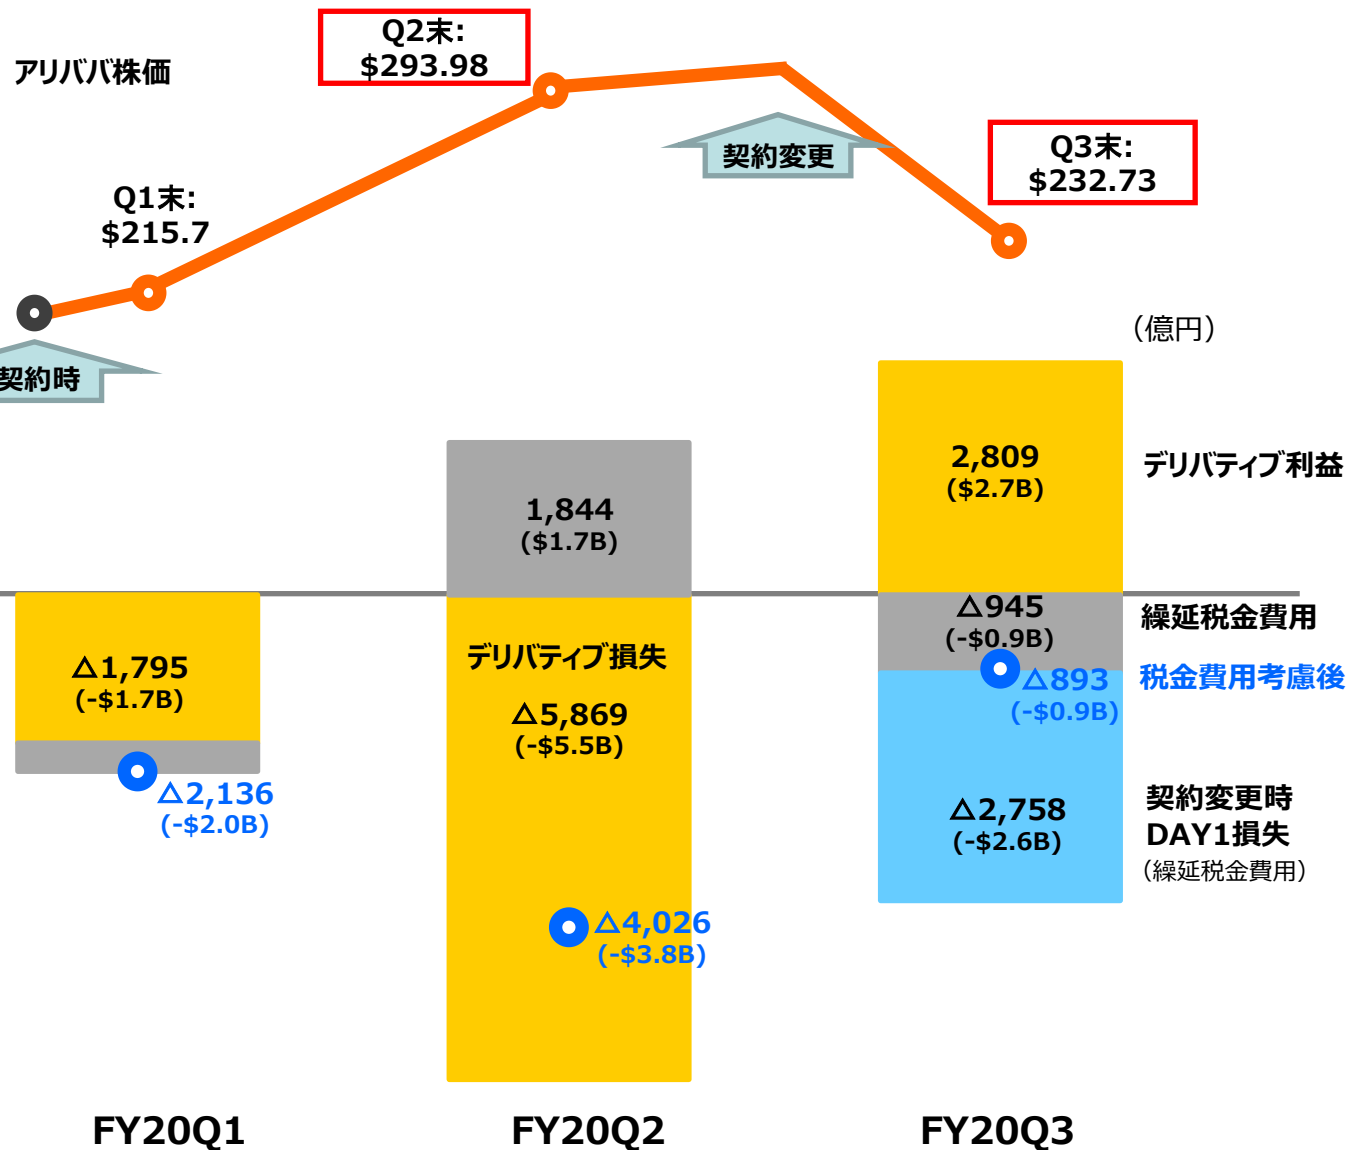 アリババ株価
Q2末:
$293.98
契約変更
Q3末:
$232.73
Q1末:
$215.7
契約時
（億円）
2,809
($2.7B)
デリバティブ利益
1,844
($1.7B)
△945
(-$0.9B)
繰延税金費用
△1,795
(-$1.7B)
デリバティブ損失
△5,869
(-$5.5B)
△893
(-$0.9B)
税金費用考慮後
△2,136
(-$2.0B)
△2,758
(-$2.6B)
契約変更時
DAY1損失
（繰延税金費用）
△4,026
(-$3.8B)
FY20Q1
FY20Q2
FY20Q3